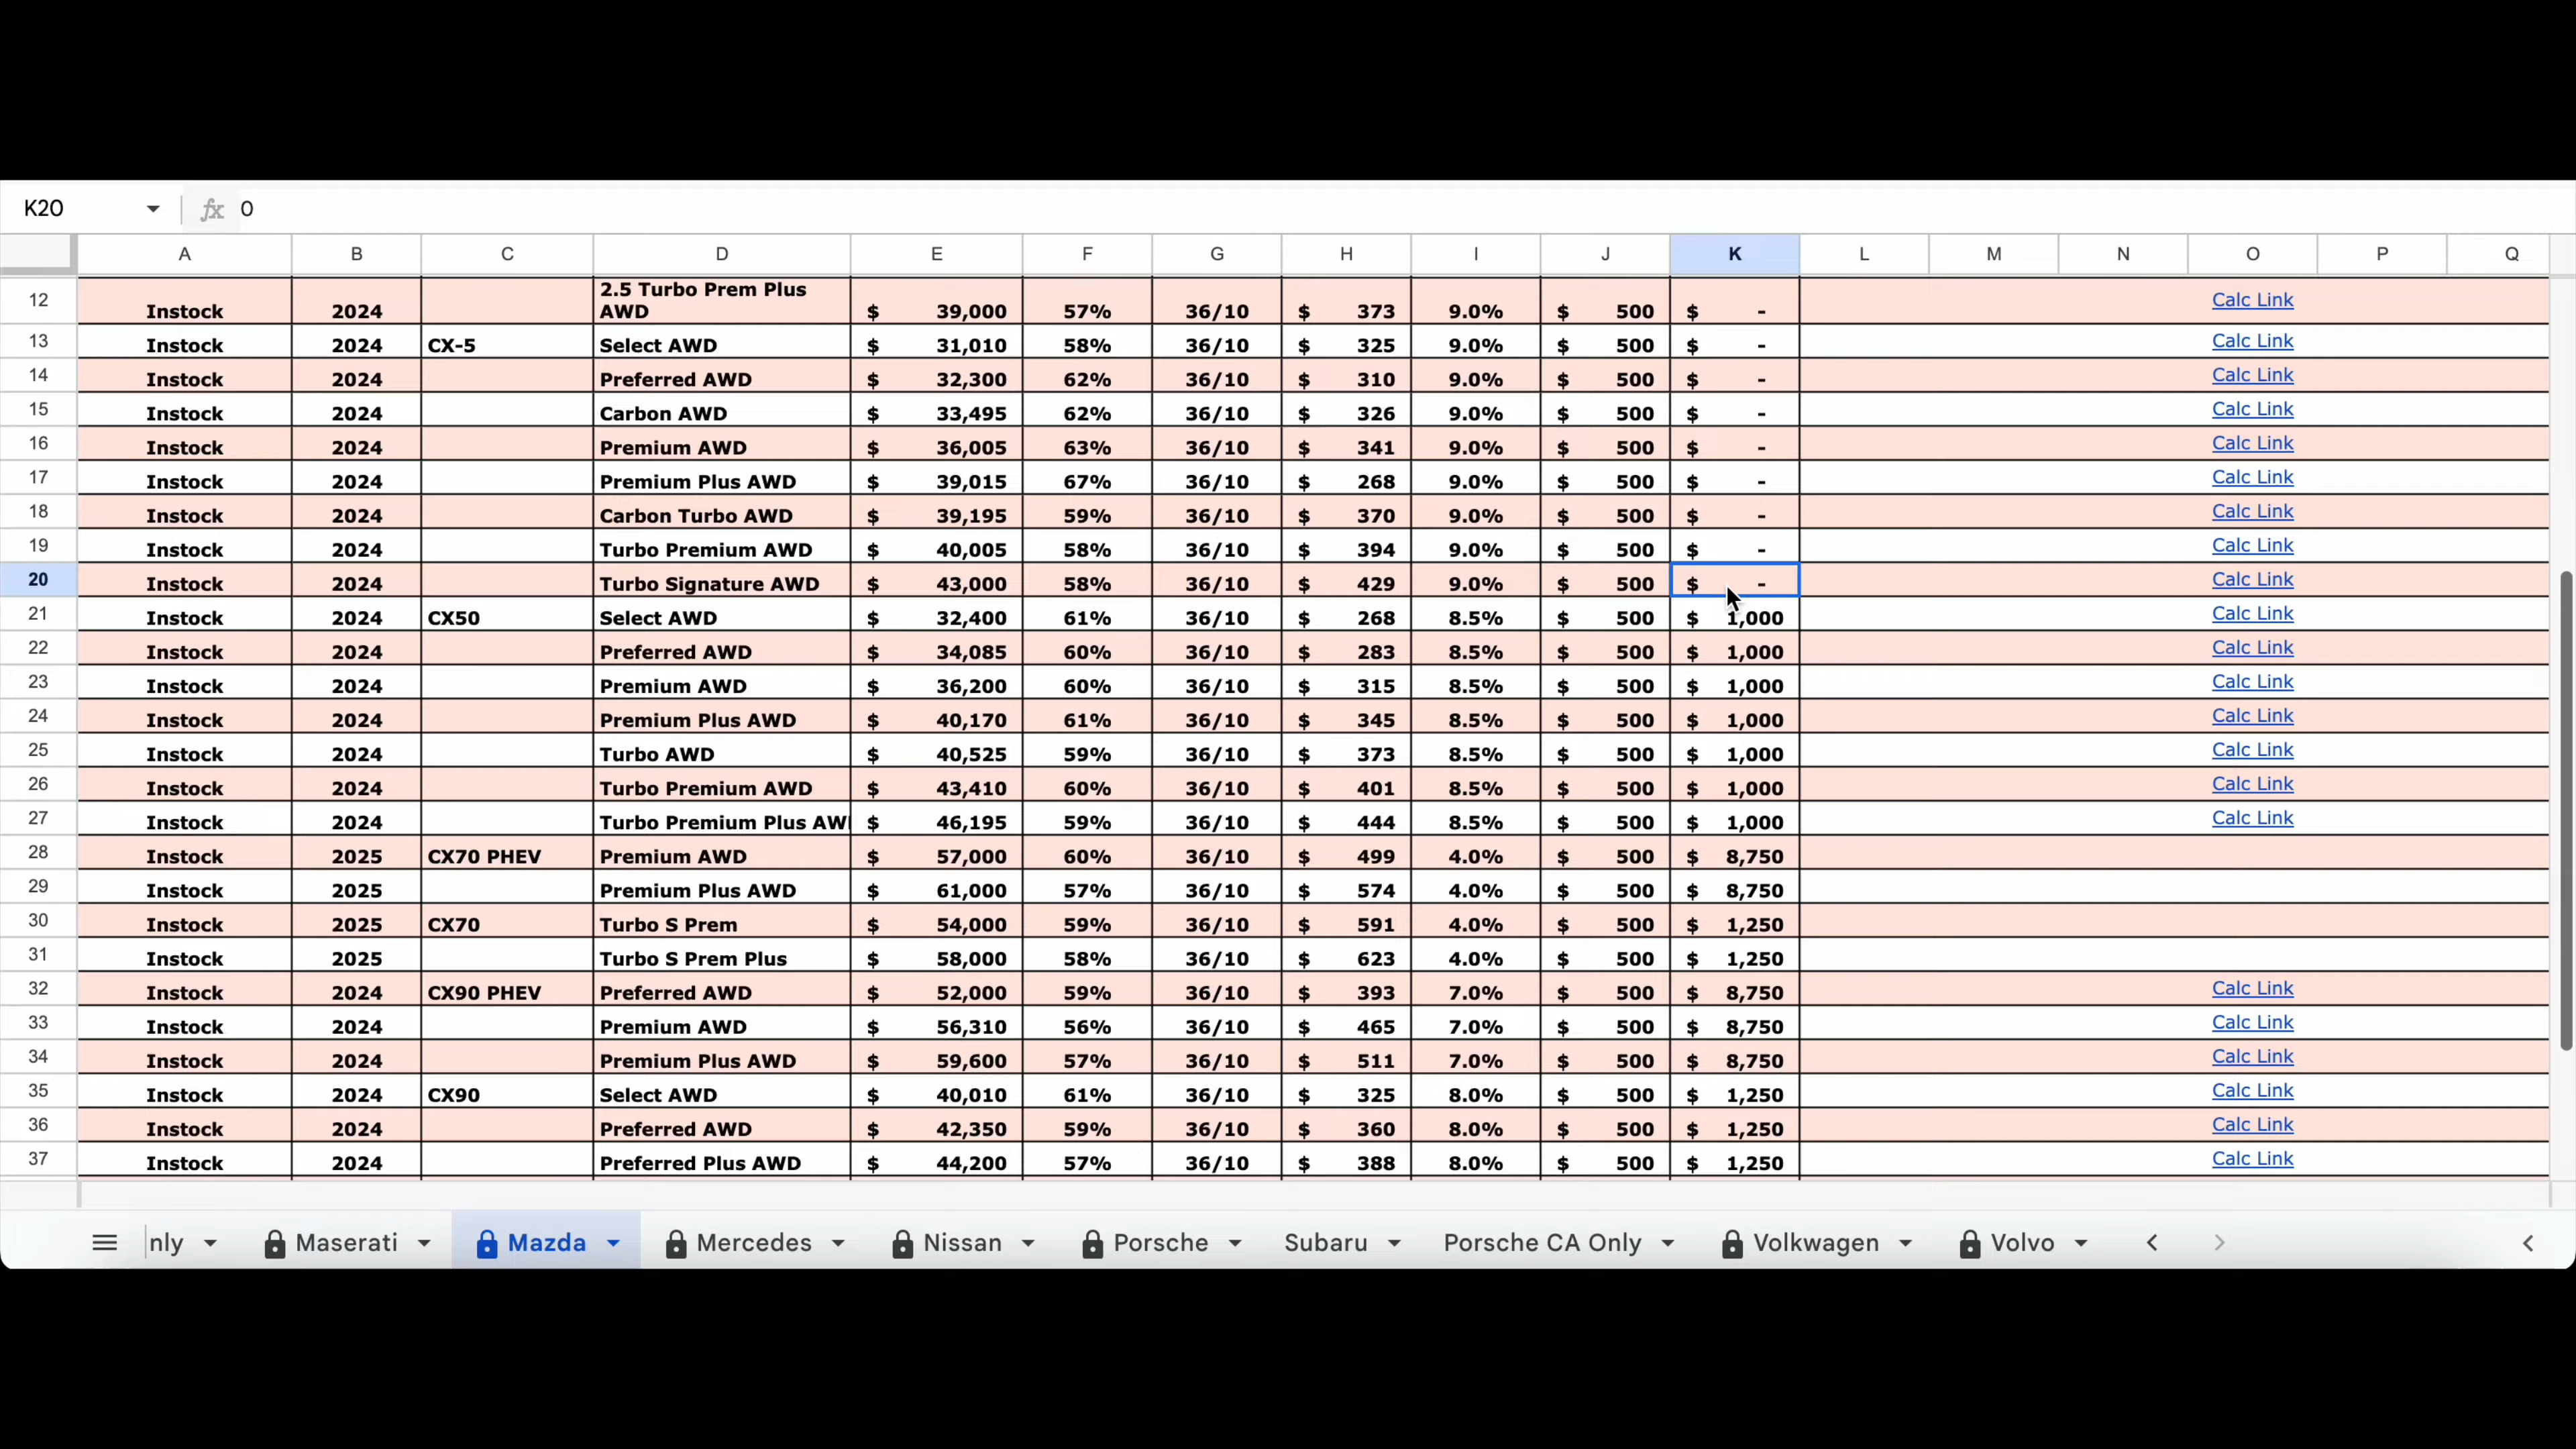 K20 fx 0
A B C D E F G H I J K L M N O P Q
12 Instock 2024 2.5 Turbo Prem Plus AWD $ 39,000 57% 36/10 $ 373 9.0% $ 500 $ - Calc Link
13 Instock 2024 CX-5 Select AWD $ 31,010 58% 36/10 $ 325 9.0% $ 500 $ - Calc Link
14 Instock 2024 Preferred AWD $ 32,300 62% 36/10 $ 310 9.0% $ 500 $ - Calc Link
15 Instock 2024 Carbon AWD $ 33,495 62% 36/10 $ 326 9.0% $ 500 $ - Calc Link
16 Instock 2024 Premium AWD $ 36,005 63% 36/10 $ 341 9.0% $ 500 $ - Calc Link
17 Instock 2024 Premium Plus AWD $ 39,015 67% 36/10 $ 268 9.0% $ 500 $ - Calc Link
18 Instock 2024 Carbon Turbo AWD $ 39,195 59% 36/10 $ 370 9.0% $ 500 $ - Calc Link
19 Instock 2024 Turbo Premium AWD $ 40,005 58% 36/10 $ 394 9.0% $ 500 $ - Calc Link
20 Instock 2024 Turbo Signature AWD $ 43,000 58% 36/10 $ 429 9.0% $ 500 $ - Calc Link
21 Instock 2024 CX50 Select AWD $ 32,400 61% 36/10 $ 268 8.5% $ 500 $ 1,000 Calc Link
22 Instock 2024 Preferred AWD $ 34,085 60% 36/10 $ 283 8.5% $ 500 $ 1,000 Calc Link
23 Instock 2024 Premium AWD $ 36,200 60% 36/10 $ 315 8.5% $ 500 $ 1,000 Calc Link
24 Instock 2024 Premium Plus AWD $ 40,170 61% 36/10 $ 345 8.5% $ 500 $ 1,000 Calc Link
25 Instock 2024 Turbo AWD $ 40,525 59% 36/10 $ 373 8.5% $ 500 $ 1,000 Calc Link
26 Instock 2024 Turbo Premium AWD $ 43,410 60% 36/10 $ 401 8.5% $ 500 $ 1,000 Calc Link
27 Instock 2024 Turbo Premium Plus AW $ 46,195 59% 36/10 $ 444 8.5% $ 500 $ 1,000 Calc Link
28 Instock 2025 CX70 PHEV Premium AWD $ 57,000 60% 36/10 $ 499 4.0% $ 500 $ 8,750
29 Instock 2025 Premium Plus AWD $ 61,000 57% 36/10 $ 574 4.0% $ 500 $ 8,750
30 Instock 2025 CX70 Turbo S Prem $ 54,000 59% 36/10 $ 591 4.0% $ 500 $ 1,250
31 Instock 2025 Turbo S Prem Plus $ 58,000 58% 36/10 $ 623 4.0% $ 500 $ 1,250
32 Instock 2024 CX90 PHEV Preferred AWD $ 52,000 59% 36/10 $ 393 7.0% $ 500 $ 8,750 Calc Link
33 Instock 2024 Premium AWD $ 56,310 56% 36/10 $ 465 7.0% $ 500 $ 8,750 Calc Link
34 Instock 2024 Premium Plus AWD $ 59,600 57% 36/10 $ 511 7.0% $ 500 $ 8,750 Calc Link
35 Instock 2024 CX90 Select AWD $ 40,010 61% 36/10 $ 325 8.0% $ 500 $ 1,250 Calc Link
36 Instock 2024 Preferred AWD $ 42,350 59% 36/10 $ 360 8.0% $ 500 $ 1,250 Calc Link
37 Instock 2024 Preferred Plus AWD $ 44,200 57% 36/10 $ 388 8.0% $ 500 $ 1,250 Calc Link
nly Maserati Mazda Mercedes Nissan Porsche Subaru Porsche CA Only Volkwagen Volvo